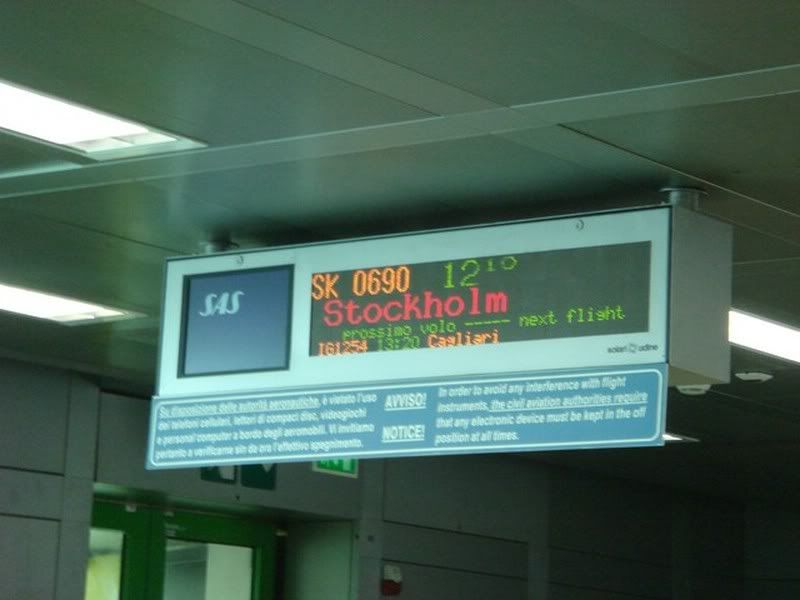 SAS
SK 0690 12¹⁰
Stockholm
prossimo volo ----- next flight
IG1254 13:20 Cagliari
solari udine
Su disposizione delle autorità aeronautiche, è vietato l'uso
dei telefoni cellulari, lettori di compact disc, videogiochi
e personal computer a bordo degli aeromobili. Vi invitiamo
pertanto a verificarne sin da ora l'effettivo spegnimento.
AVVISO!
NOTICE!
In order to avoid any interference with flight
instruments, the civil aviation authorities require
that any electronic device must be kept in the off
position at all times.